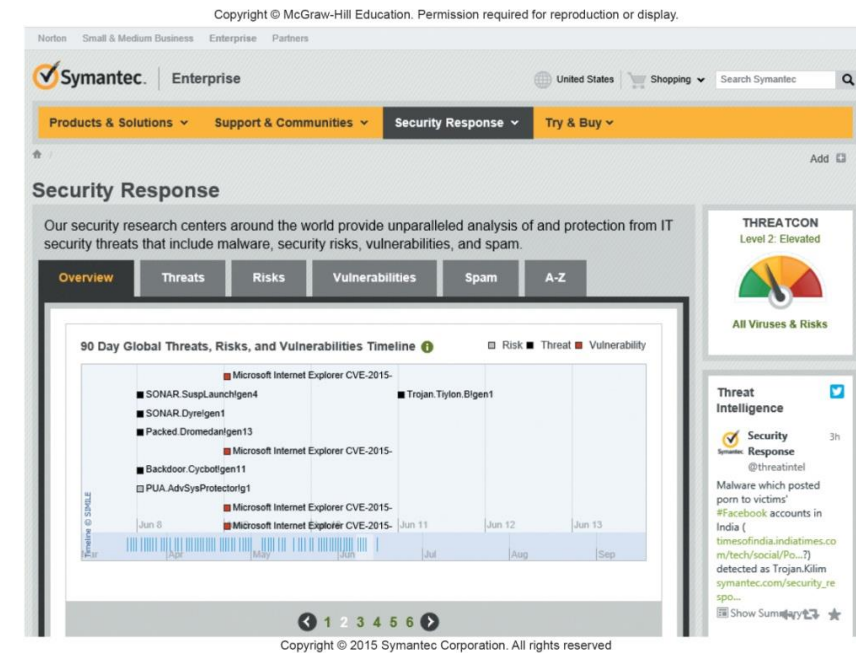 Copyright © McGraw-Hill Education. Permission required for reproduction or display.
Norton Small & Medium Business Enterprise Partners
Symantec. Enterprise
United States Shopping Search Symantec
Products & Solutions Support & Communities Security Response Try & Buy
Add
Security Response
Our security research centers around the world provide unparalleled analysis of and protection from IT
security threats that include malware, security risks, vulnerabilities, and spam.
Overview Threats Risks Vulnerabilities Spam A-Z
90 Day Global Threats, Risks, and Vulnerabilities Timeline Risk Threat Vulnerability
Microsoft Internet Explorer CVE-2015-
SONAR.SuspLaunch!gen4 Trojan.Tiylon.B!gen1
SONAR.Dyre!gen1
Packed.Dromedan!gen13
Microsoft Internet Explorer CVE-2015-
Backdoor.Cycbot!gen11
PUA.AdvSysProtector!g1
Microsoft Internet Explorer CVE-2015-
Jun 8 Microsoft Internet Explorer CVE-2015- Jun 11 Jun 12 Jun 13
Timeline © SIMILE
Mar Apr May Jun Jul Aug Sep
1 2 3 4 5 6
THREATCON
Level 2: Elevated
All Viruses & Risks
Threat
Intelligence
Security 3h
Symantec. Response
@threatintel
Malware which posted
porn to victims'
#Facebook accounts in
India (
timesofindia.indiatimes.co
m/tech/social/Po...?)
detected as Trojan.Kilim
symantec.com/security_re
spo...
Show Summary
Copyright © 2015 Symantec Corporation. All rights reserved